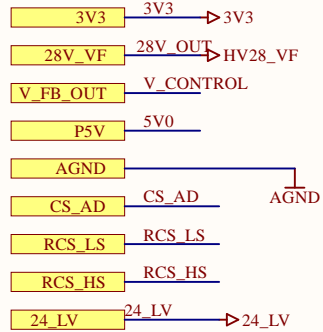 3V3 3V3 3V3
28V_VF 28V_OUT HV28_VF
V_FB_OUT V_CONTROL
P5V 5V0
AGND AGND
CS_AD CS_AD
RCS_LS RCS_LS
RCS_HS RCS_HS
24_LV 24_LV 24_LV